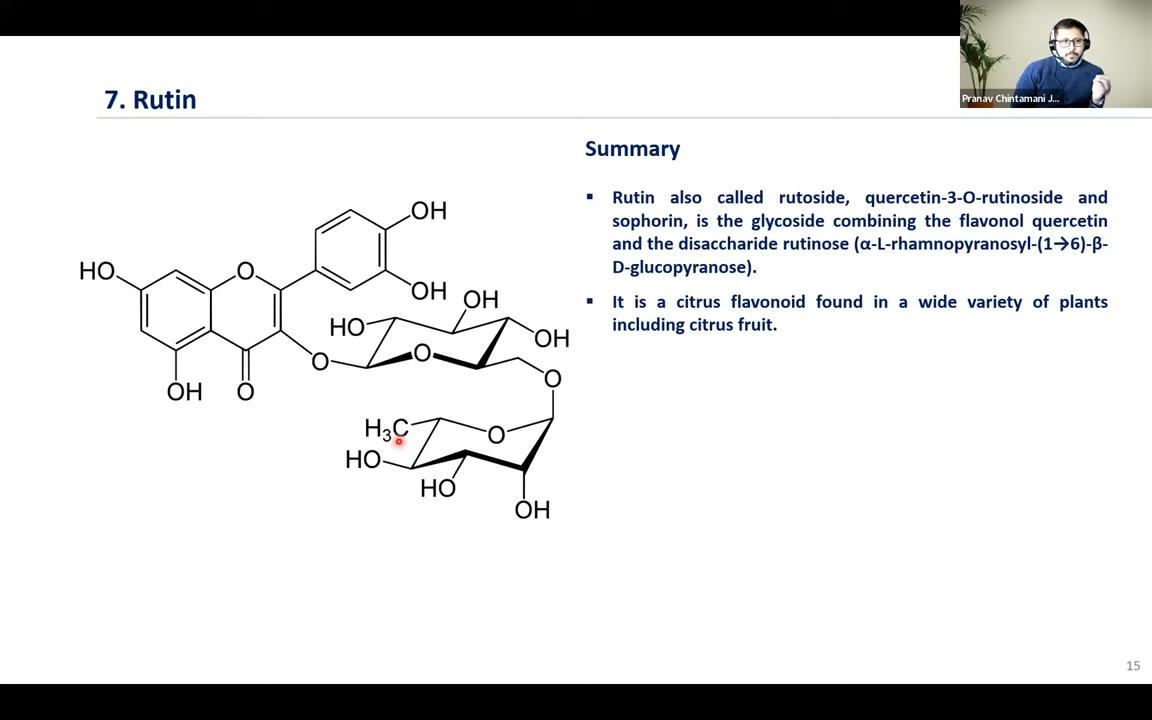 Pranav Chintamani J...
7. Rutin
Summary
▪ Rutin also called rutoside, quercetin-3-O-rutinoside and
sophorin, is the glycoside combining the flavonol quercetin
and the disaccharide rutinose (α-L-rhamnopyranosyl-(1→6)-β-
D-glucopyranose).
▪ It is a citrus flavonoid found in a wide variety of plants
including citrus fruit.
OH
HO
O
OH
OH
HO
OH
O
O
O
OH
O
O
H₃C
O
HO
HO
OH
15